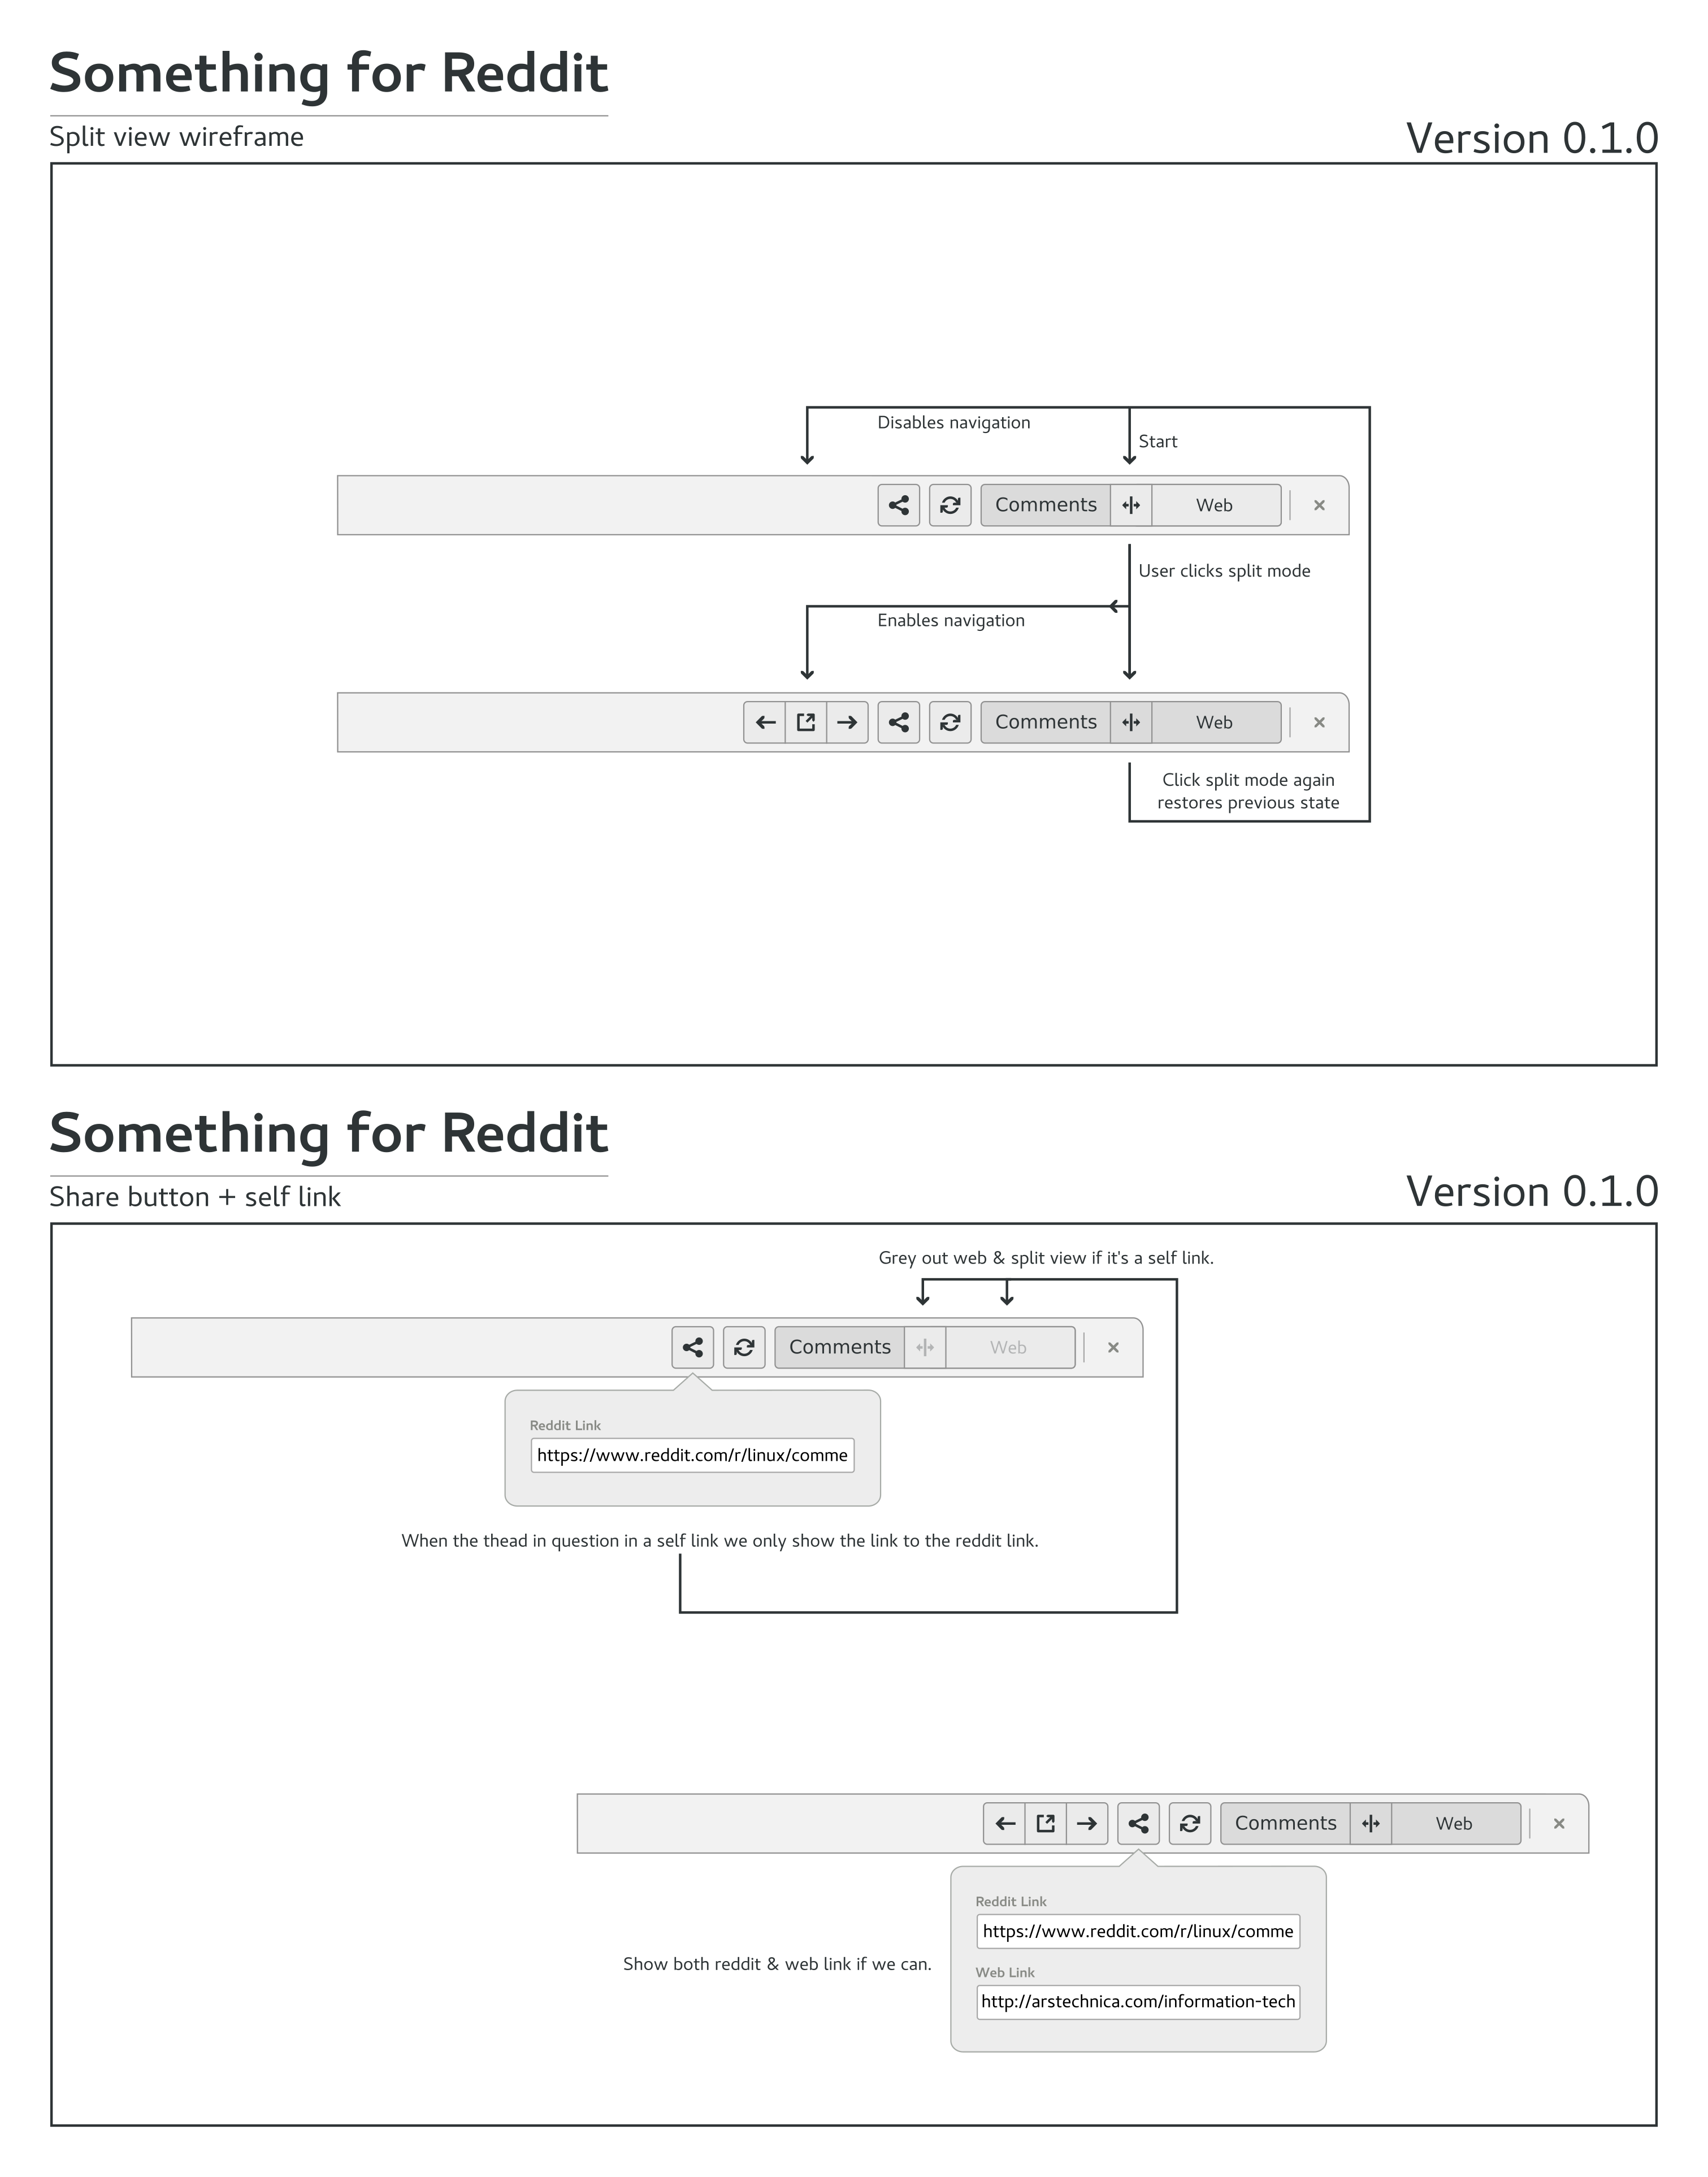 Something for Reddit
Split view wireframe
Version 0.1.0
Disables navigation
Start
Comments
Web
×
User clicks split mode
Enables navigation
Comments
Web
×
Click split mode again
restores previous state
Something for Reddit
Share button + self link
Version 0.1.0
Grey out web & split view if it's a self link.
Comments
Web
×
Reddit Link
https://www.reddit.com/r/linux/comme
When the thead in question in a self link we only show the link to the reddit link.
Comments
Web
×
Reddit Link
https://www.reddit.com/r/linux/comme
Show both reddit & web link if we can.
Web Link
http://arstechnica.com/information-tech